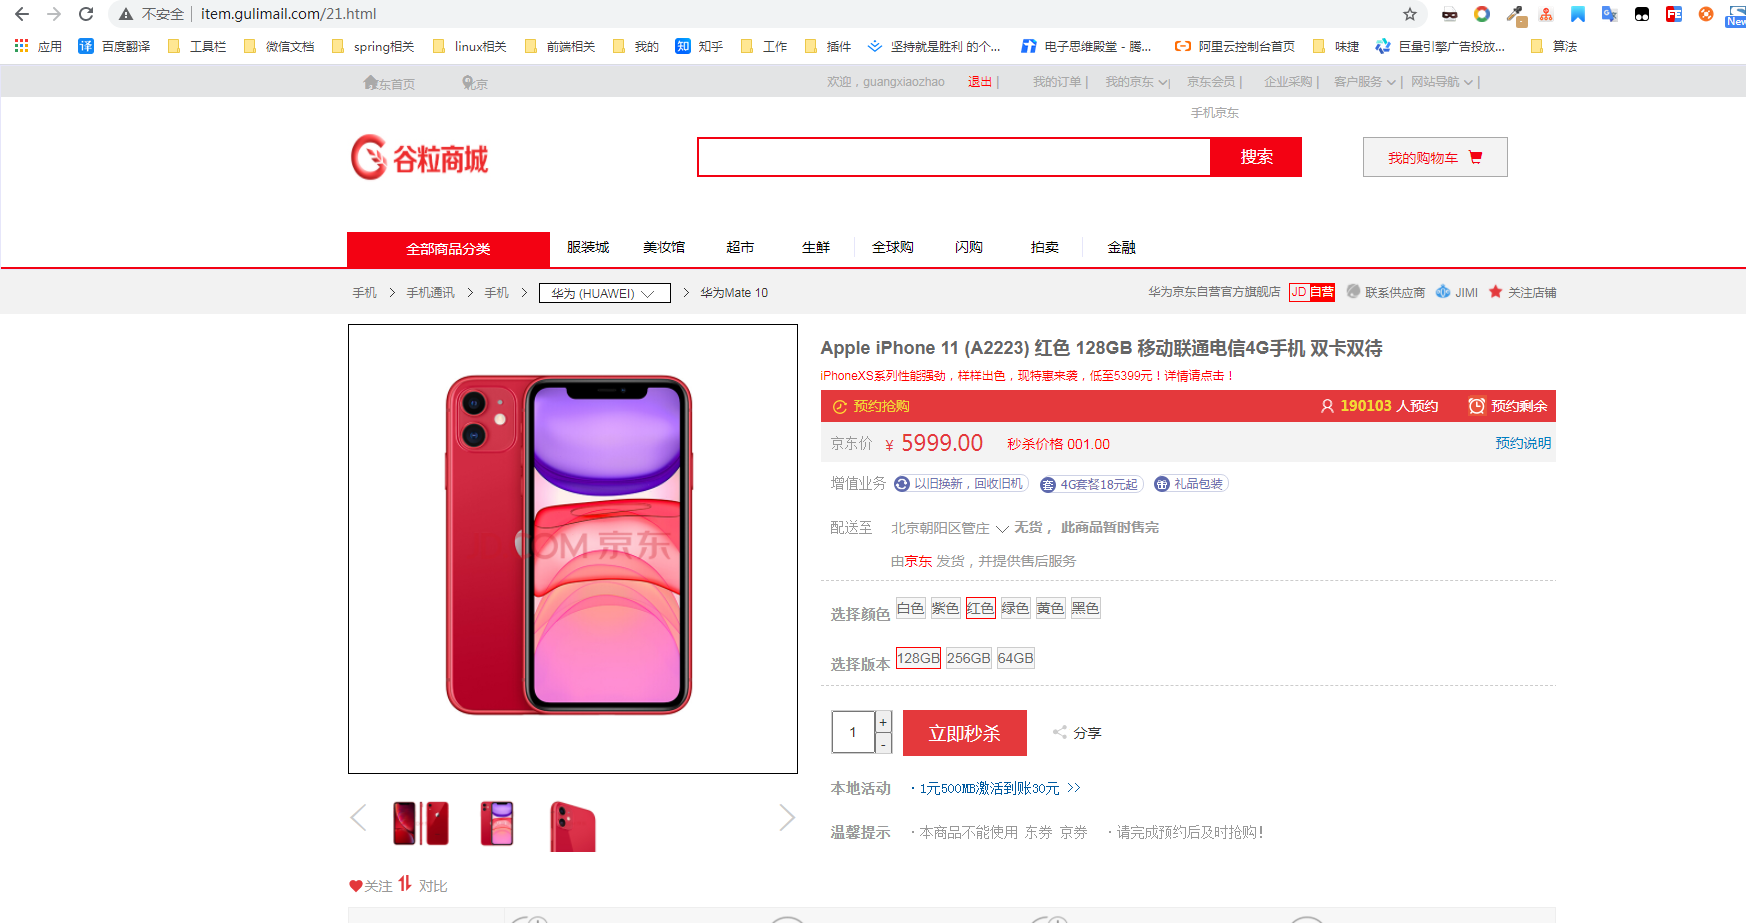 不安全 item.gulimail.com/21.html
应用 百度翻译 工具栏 微信文档 spring相关 linux相关 前端相关 我的 知乎 工作 插件 坚持就是胜利 的个... 电子思维殿堂 - 腾... 阿里云控制台首页 味捷 巨量引擎广告投放... 算法
东首页 北京 欢迎，guangxiaozhao 退出 | 我的订单 | 我的京东 | 京东会员 | 企业采购 | 客户服务 | 网站导航 |
手机京东
谷粒商城 搜索 我的购物车
全部商品分类 服装城 美妆馆 超市 生鲜 全球购 闪购 拍卖 金融
手机 > 手机通讯 > 手机 > 华为 (HUAWEI) > 华为Mate 10 华为京东自营官方旗舰店 JD 自营 联系供应商 JIMI 关注店铺
Apple iPhone 11 (A2223) 红色 128GB 移动联通电信4G手机 双卡双待
iPhoneXS系列性能强劲，样样出色，现特惠来袭，低至5399元！详情请点击！
预约抢购 190103 人预约 预约剩余
京东价 ¥ 5999.00 秒杀价格 001.00 预约说明
增值业务 以旧换新，回收旧机 套 4G套餐18元起 礼品包装
配送至 北京朝阳区管庄 无货， 此商品暂时售完
由京东 发货，并提供售后服务
京东
选择颜色 白色 紫色 红色 绿色 黄色 黑色
选择版本 128GB 256GB 64GB
1 + - 立即秒杀 分享
本地活动 ·1元500MB激活到账30元 >>
温馨提示 ·本商品不能使用 东券 京券 ·请完成预约后及时抢购！
关注 对比